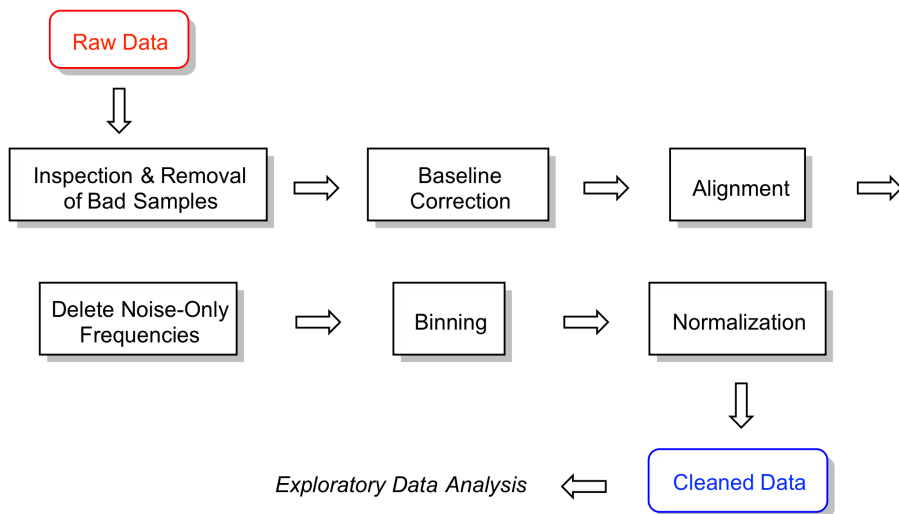 Raw Data
Inspection & Removal
of Bad Samples
Baseline
Correction
Alignment
Delete Noise-Only
Frequencies
Binning
Normalization
Exploratory Data Analysis
Cleaned Data